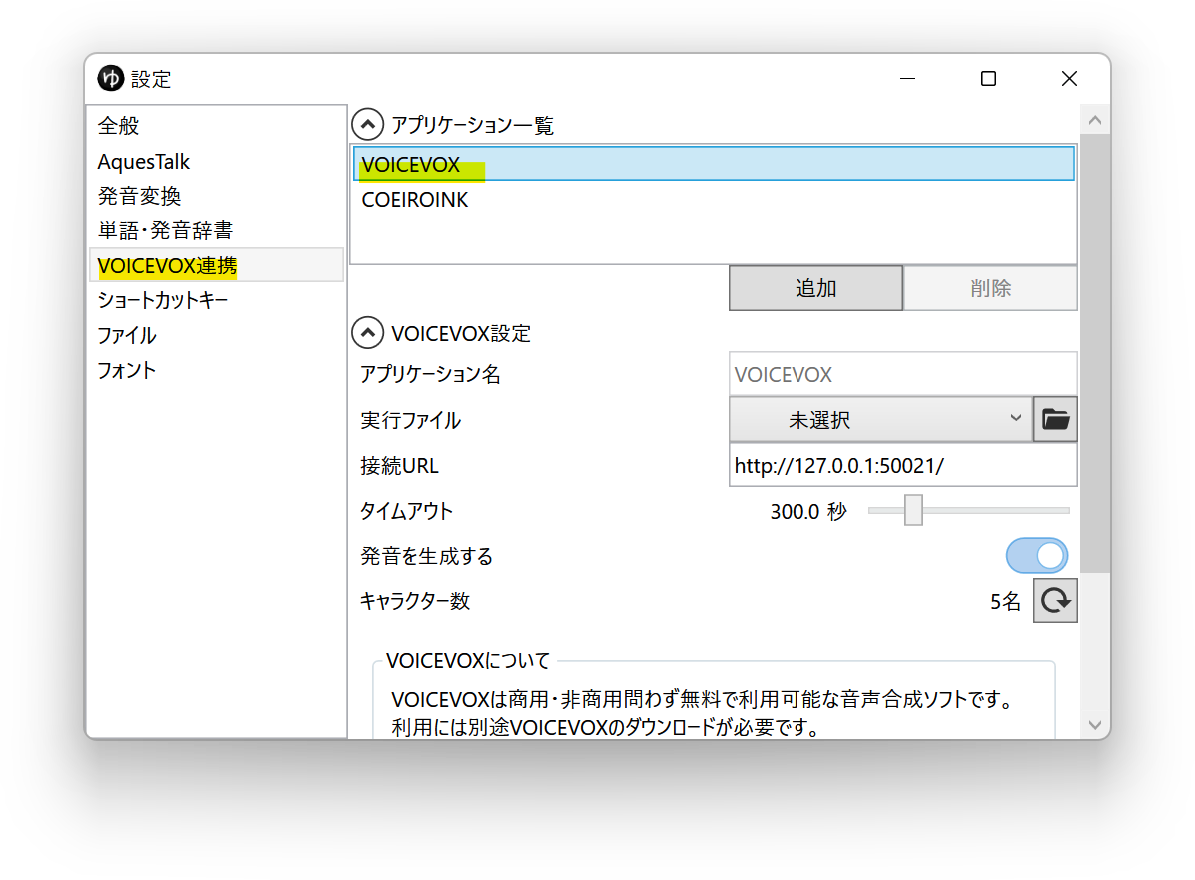 ゆ 設定
全般
AquesTalk
発音変換
単語・発音辞書
VOICEVOX連携
ショートカットキー
ファイル
フォント
アプリケーション一覧
VOICEVOX
COEIROINK
追加 削除
VOICEVOX設定
アプリケーション名 VOICEVOX
実行ファイル 未選択
接続URL http://127.0.0.1:50021/
タイムアウト 300.0 秒
発音を生成する
キャラクター数 5名
VOICEVOXについて
VOICEVOXは商用・非商用問わず無料で利用可能な音声合成ソフトです。
利用には別途VOICEVOXのダウンロードが必要です。